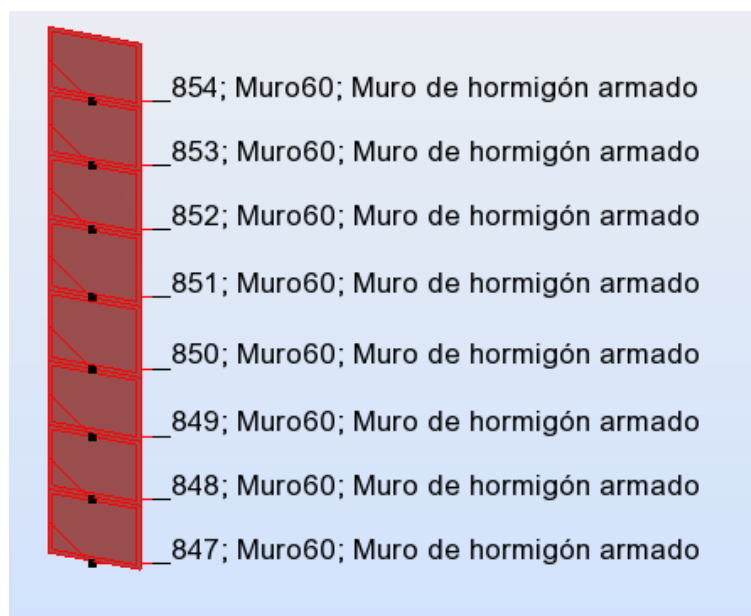 _854; Muro60; Muro de hormigón armado
_853; Muro60; Muro de hormigón armado
_852; Muro60; Muro de hormigón armado
_851; Muro60; Muro de hormigón armado
_850; Muro60; Muro de hormigón armado
_849; Muro60; Muro de hormigón armado
_848; Muro60; Muro de hormigón armado
_847; Muro60; Muro de hormigón armado